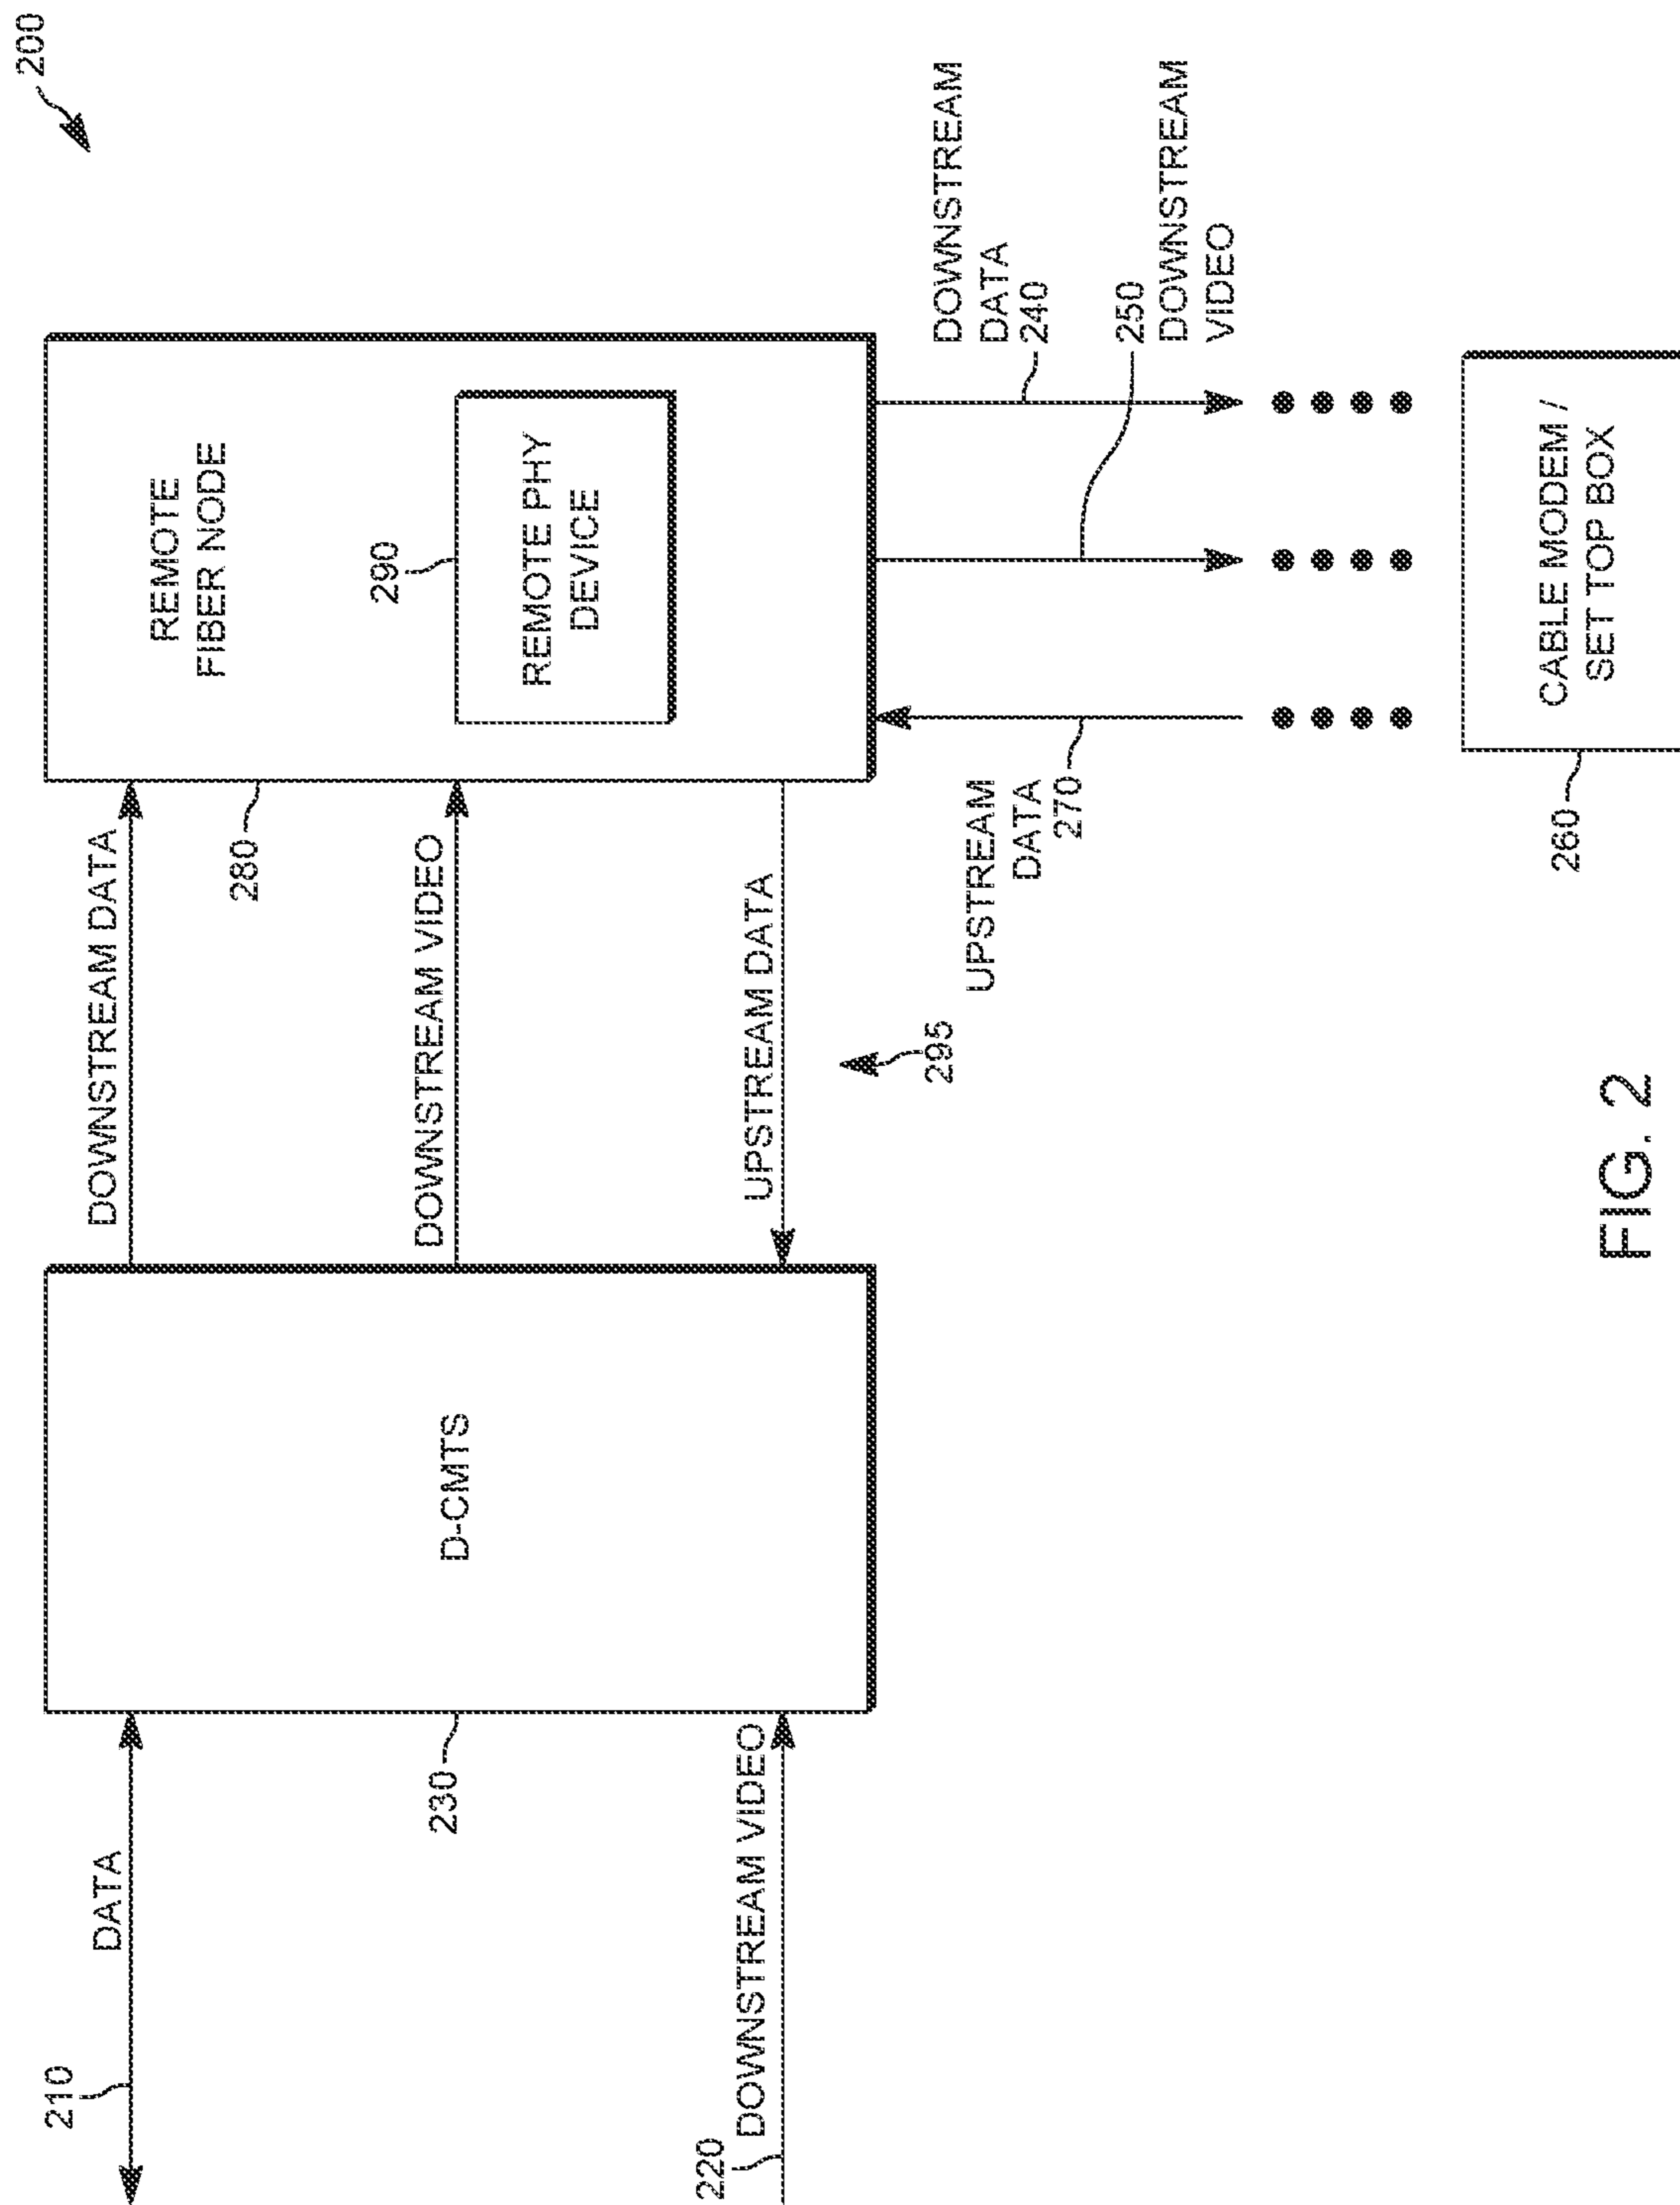 200
DATA
210
220
DOWNSTREAM VIDEO
D-CMTS
230
DOWNSTREAM DATA
DOWNSTREAM VIDEO
UPSTREAM DATA
295
REMOTE
FIBER NODE
280
290
REMOTE PHY
DEVICE
DOWNSTREAM
DATA
240
250
DOWNSTREAM
VIDEO
UPSTREAM
DATA
270
CABLE MODEM /
SET TOP BOX
260
FIG. 2